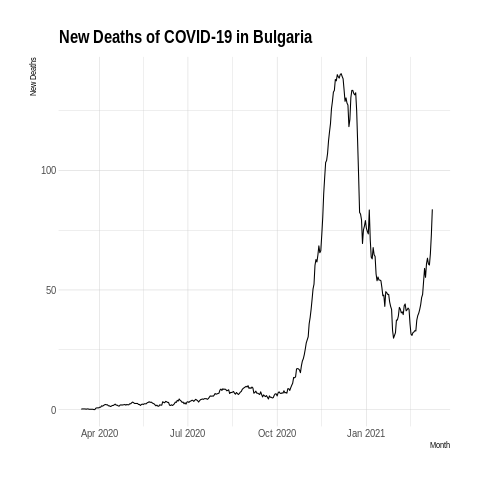 New Deaths of COVID-19 in Bulgaria
New Deaths
100
50
0
Apr 2020
Jul 2020
Oct 2020
Jan 2021
Month